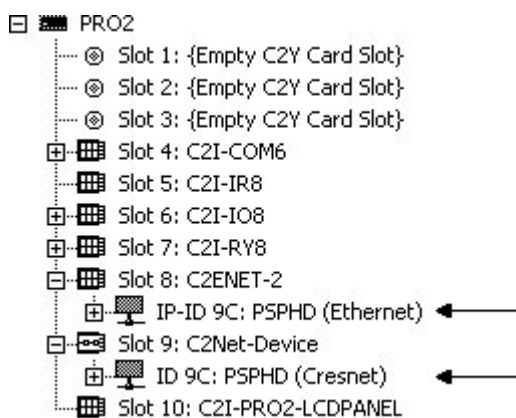 PRO2
Slot 1: {Empty C2Y Card Slot}
Slot 2: {Empty C2Y Card Slot}
Slot 3: {Empty C2Y Card Slot}
Slot 4: C2I-COM6
Slot 5: C2I-IR8
Slot 6: C2I-IO8
Slot 7: C2I-RY8
Slot 8: C2ENET-2
IP-ID 9C: PSPHD (Ethernet)
Slot 9: C2Net-Device
ID 9C: PSPHD (Cresnet)
Slot 10: C2I-PRO2-LCDPANEL